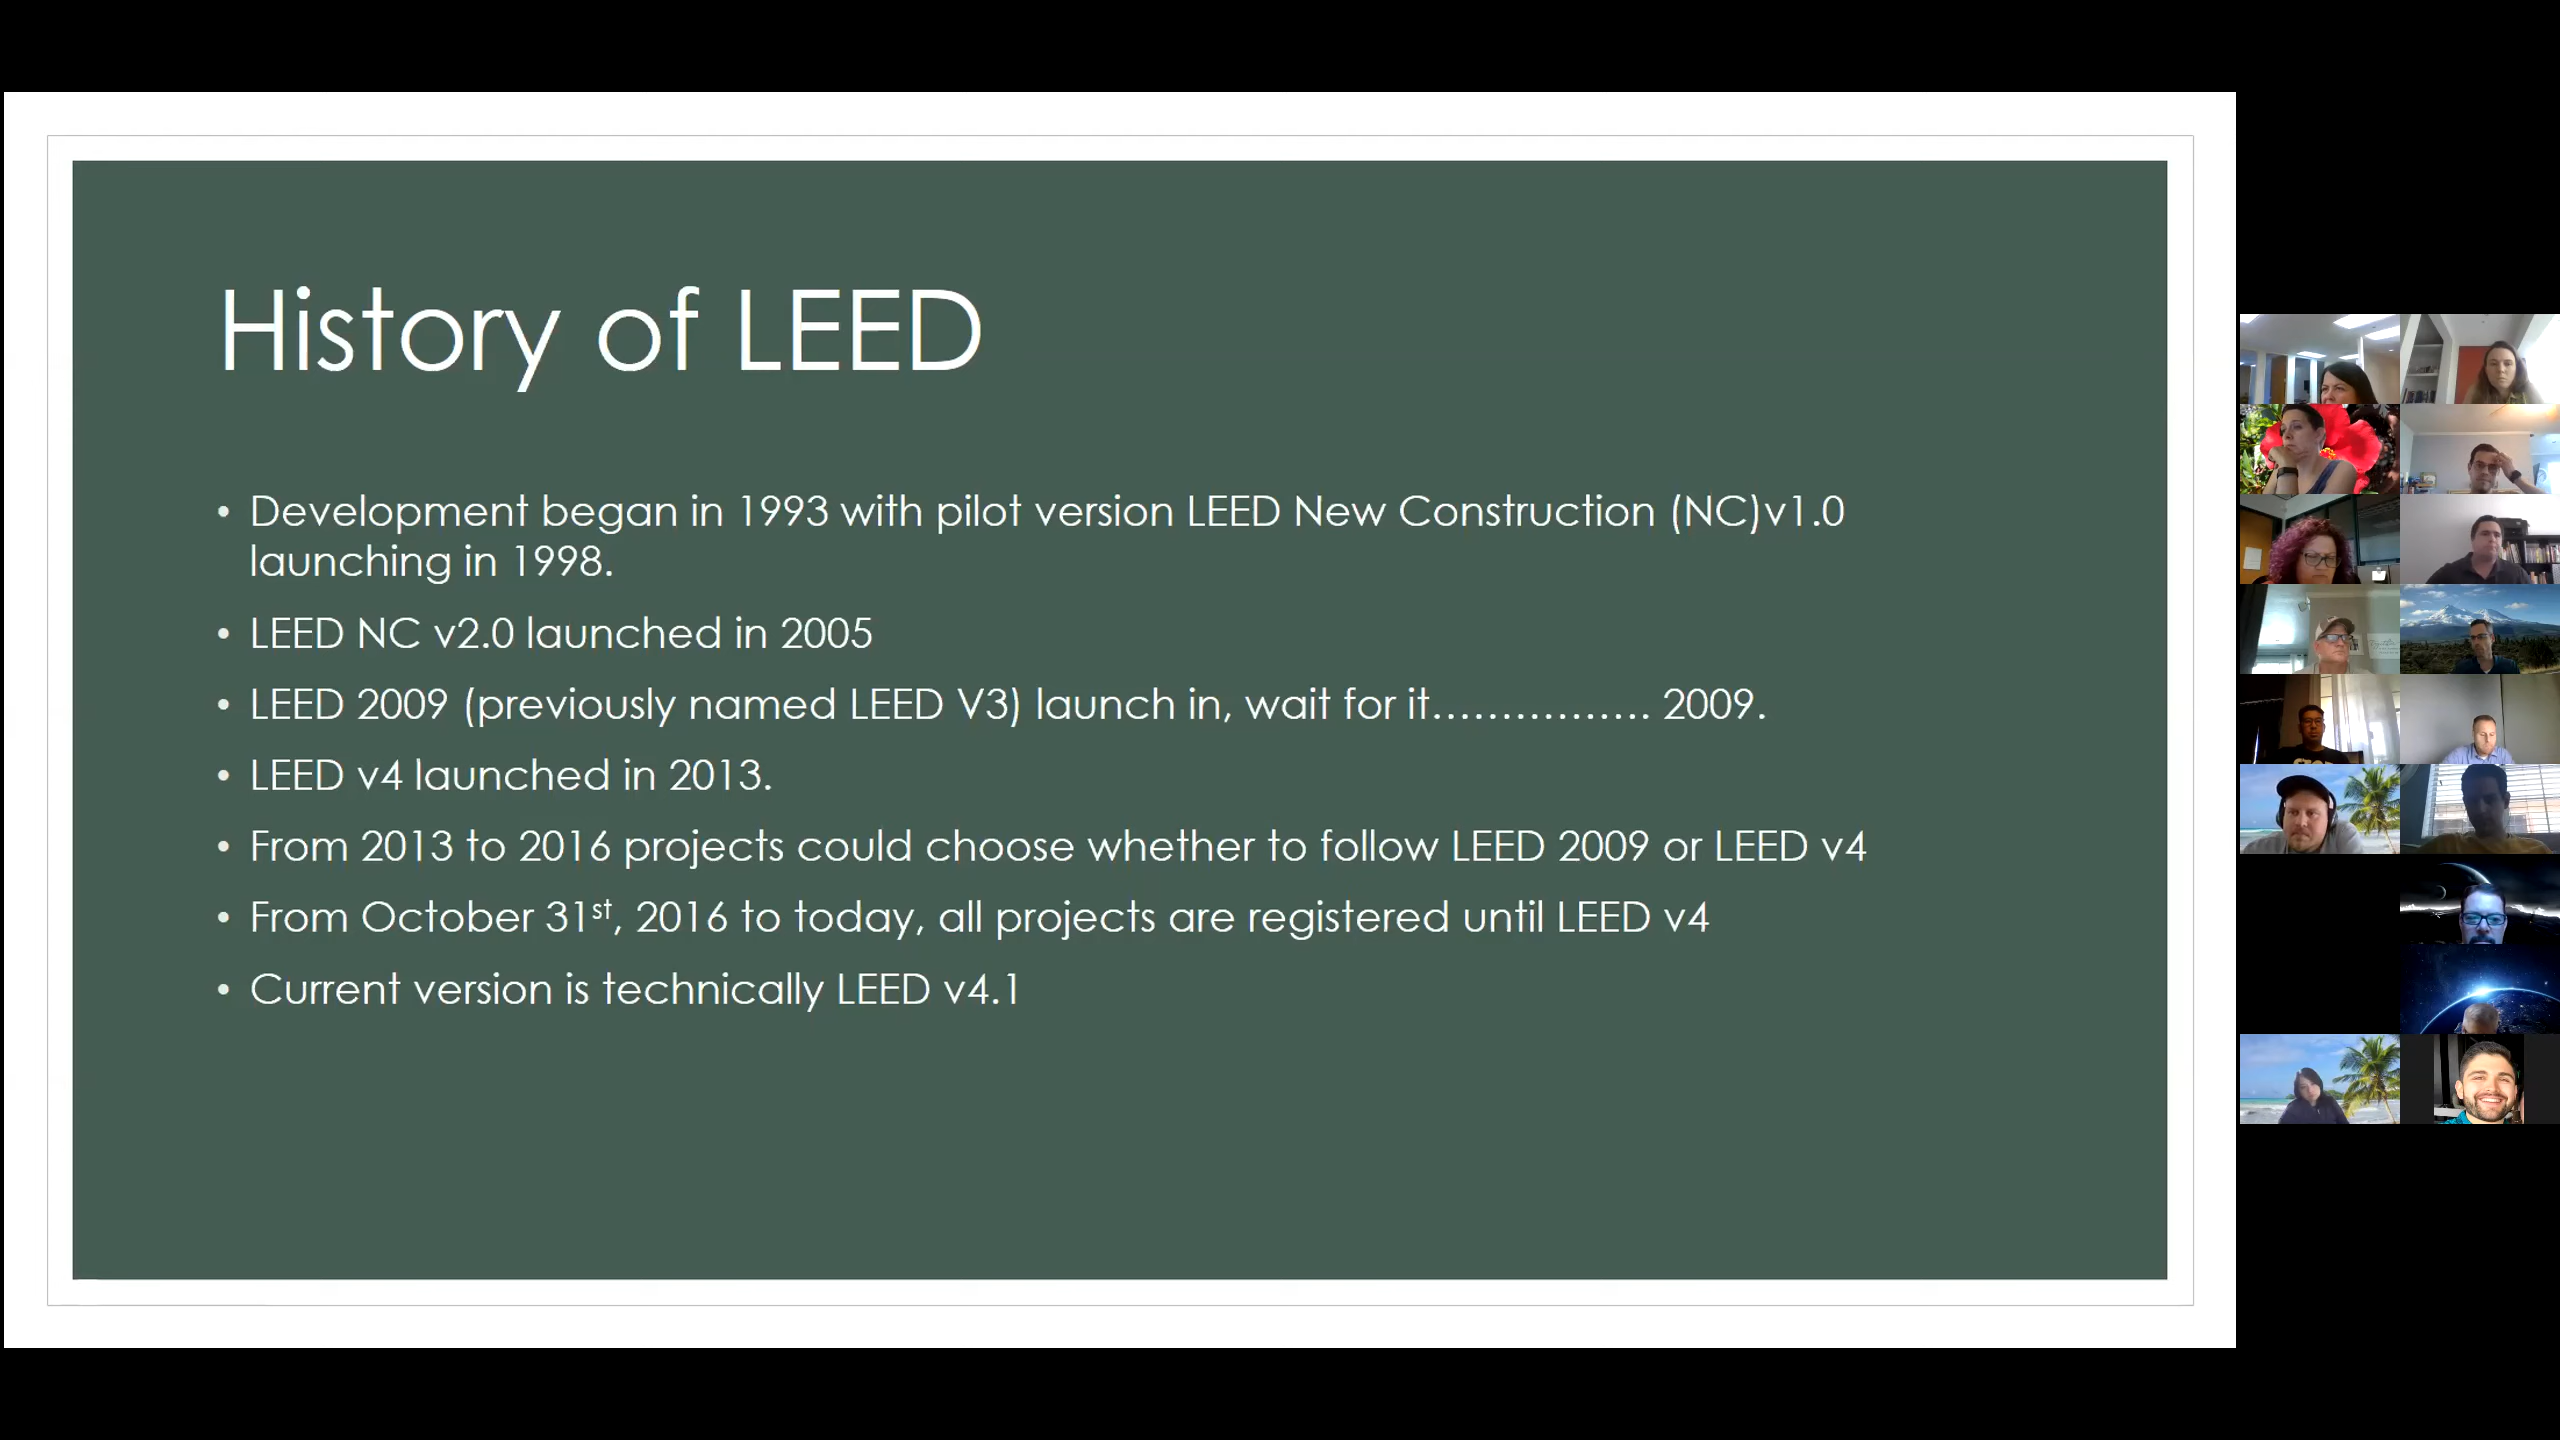 History of LEED
• Development began in 1993 with pilot version LEED New Construction (NC)v1.0
launching in 1998.
• LEED NC v2.0 launched in 2005
• LEED 2009 (previously named LEED V3) launch in, wait for it................ 2009.
• LEED v4 launched in 2013.
• From 2013 to 2016 projects could choose whether to follow LEED 2009 or LEED v4
• From October 31st, 2016 to today, all projects are registered until LEED v4
• Current version is technically LEED v4.1